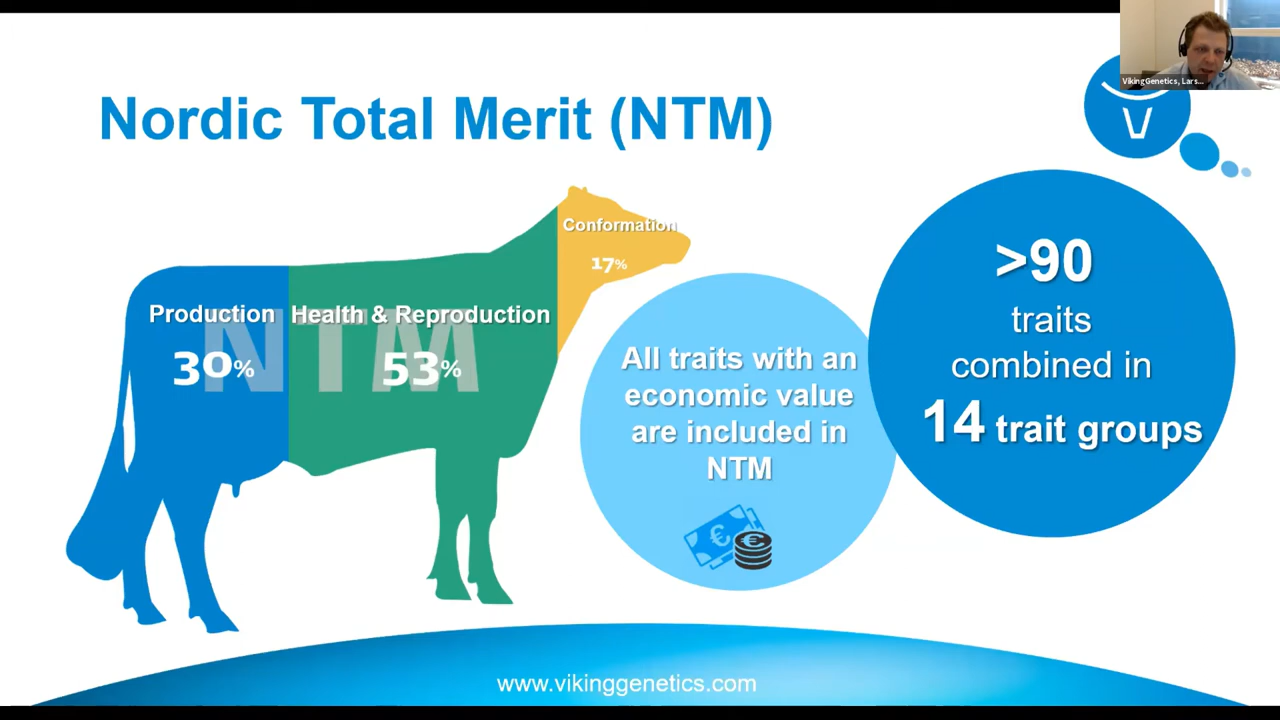 VikingGenetics, Lars...
Nordic Total Merit (NTM)
V
Conformation
17%
Production
30%
Health & Reproduction
53%
NTM
All traits with an
economic value
are included in
NTM
€
€
>90
traits
combined in
14 trait groups
www.vikinggenetics.com